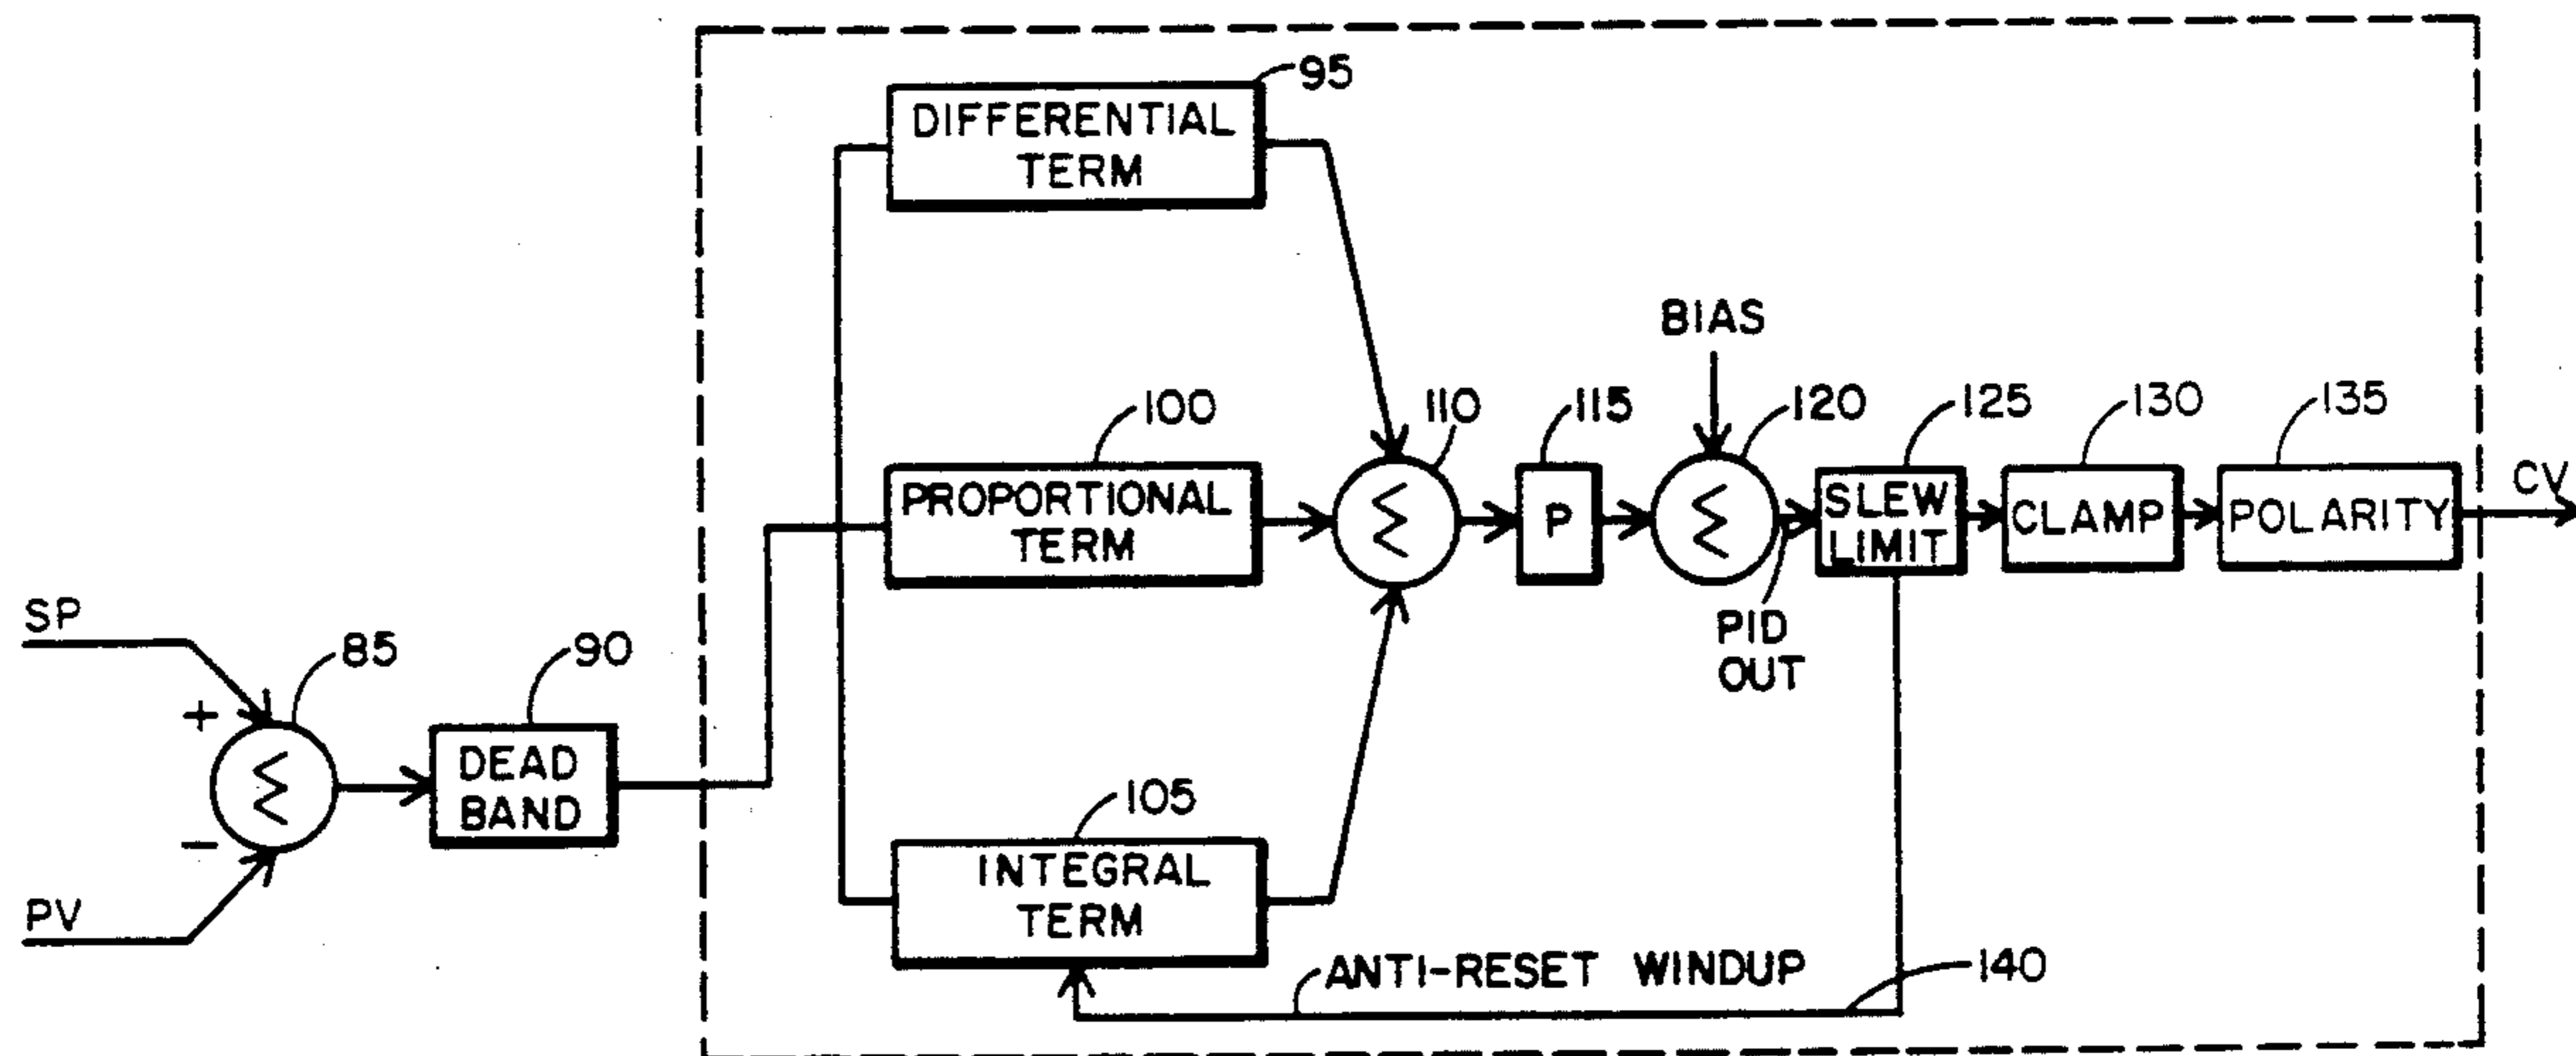 95
DIFFERENTIAL
TERM
BIAS
100
110
115
120
125
130
135
PROPORTIONAL
TERM
Σ
P
Σ
SLEW
LIMIT
CLAMP
POLARITY
CV
PID
OUT
SP
85
90
+
Σ
DEAD
BAND
−
PV
105
INTEGRAL
TERM
ANTI-RESET WINDUP
140